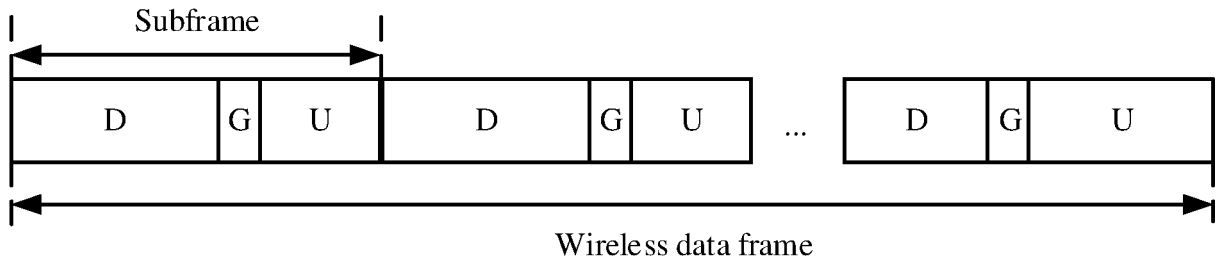 Subframe
D G U D G U ... D G U
Wireless data frame